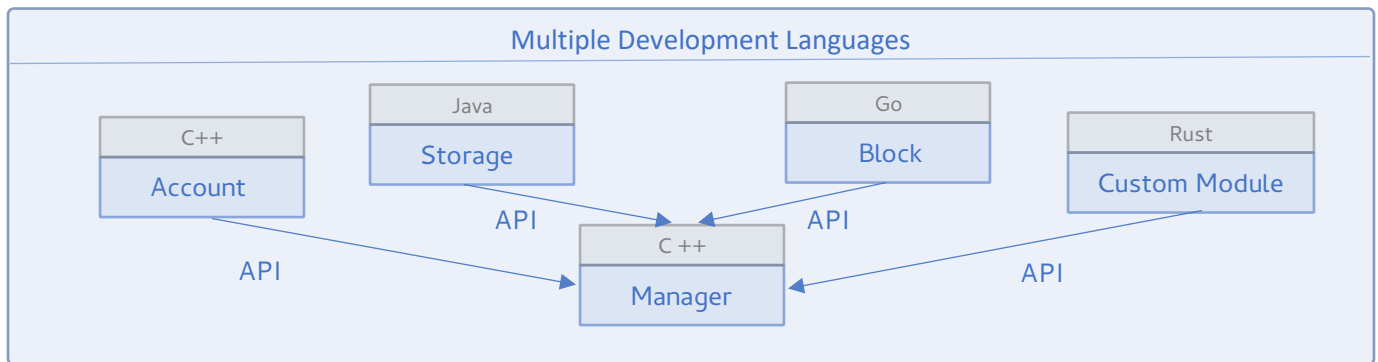 Multiple Development Languages
C++
Account
Java
Storage
Go
Block
Rust
Custom Module
API
API
API
API
C ++
Manager